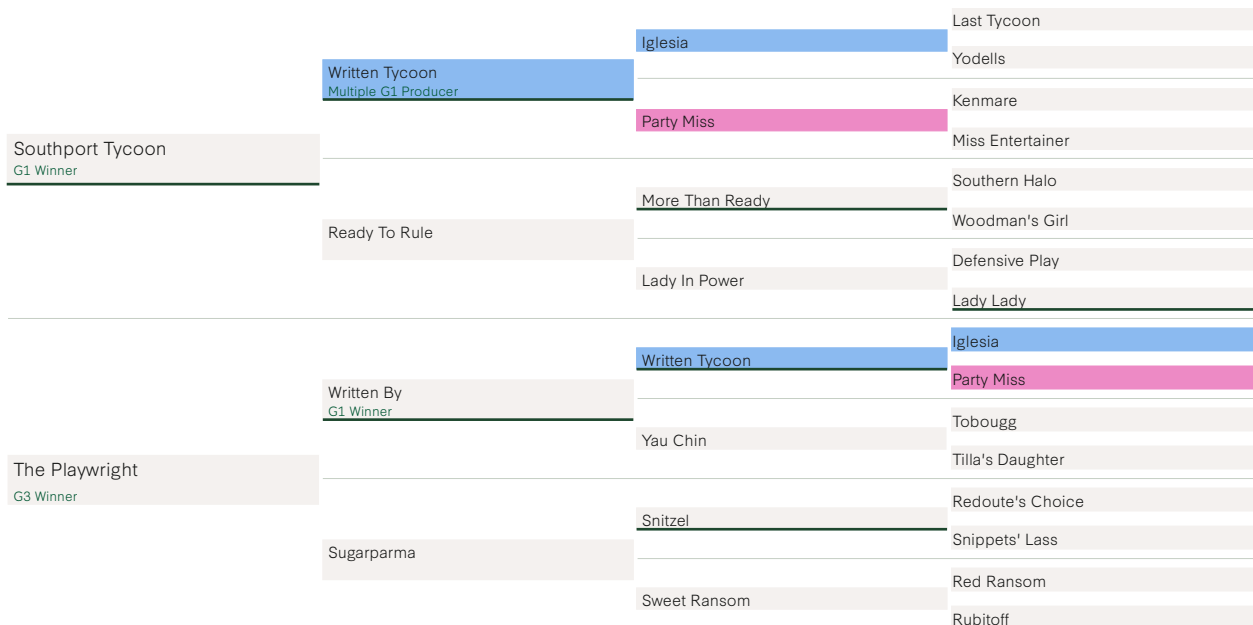 Southport Tycoon
G1 Winner
The Playwright
G3 Winner
Written Tycoon
Multiple G1 Producer
Ready To Rule
Written By
G1 Winner
Sugarparma
Iglesia
Party Miss
More Than Ready
Lady In Power
Written Tycoon
Yau Chin
Snitzel
Sweet Ransom
Last Tycoon
Yodells
Kenmare
Miss Entertainer
Southern Halo
Woodman's Girl
Defensive Play
Lady Lady
Iglesia
Party Miss
Tobougg
Tilla's Daughter
Redoute's Choice
Snippets' Lass
Red Ransom
Rubitoff